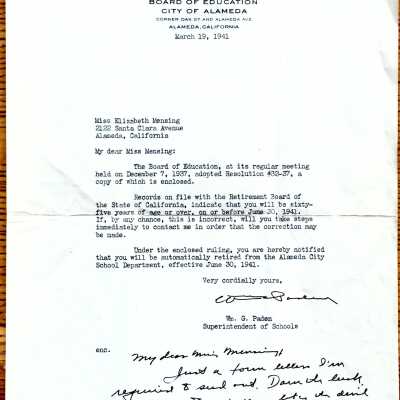 BOARD OF EDUCATION
CITY OF ALAMEDA
CORNER OAK ST AND ALAMEDA AVE
ALAMEDA, CALIFORNIA
March 19, 1941
Miss Elizabeth Mensing
2122 Santa Clara Avenue
Alameda, California
My dear Miss Mensing:
The Board of Education, at its regular meeting
held on December 7, 1937, adopted Resolution #32-37, a
copy of which is enclosed.
Records on file with the Retirement Board of
the State of California, indicate that you will be sixty-
five years of age or over, on or before June 30, 1941.
If, by any chance, this is incorrect, will you take steps
immediately to contact me in order that the correction may
be made.
Under the enclosed ruling, you are hereby notified
that you will be automatically retired from the Alameda City
School Department, effective June 30, 1941.
Very cordially yours,
Wm. G. Paden
Superintendent of Schools
enc.
My dear Miss Mensing:
Just a form letter I'm
required to send out. Darn the luck
the devil